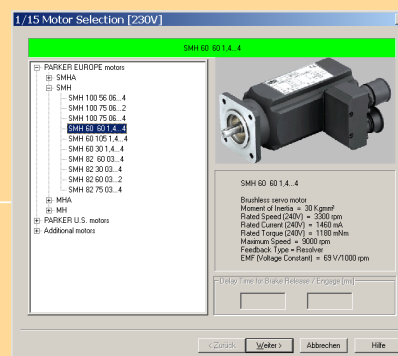 1/15 Motor Selection [230V]
SMH 60 60 1,4...4
PARKER EUROPE motors
SMHA
SMH
SMH 100 56 06...4
SMH 100 75 06...2
SMH 100 75 06...4
SMH 60 60 1,4...4
SMH 60 105 1,4...4
SMH 60 30 1,4...4
SMH 82 60 03...4
SMH 82 30 03...4
SMH 82 60 03...2
SMH 82 75 03...4
MHA
MH
PARKER U.S. motors
Additional motors
SMH 60 60 1,4...4
Brushless servo motor
Moment of Inertia = 30 Kgmm²
Rated Speed (240V) = 3300 rpm
Rated Current (240V) = 1460 mA
Rated Torque (240V) = 1180 mNm
Maximum Speed = 9000 rpm
Feedback Type = Resolver
EMF (Voltage Constant) = 69 V/1000 rpm
Delay Time for Brake Release / Engage [ms]
< Zurück Weiter > Abbrechen Hilfe